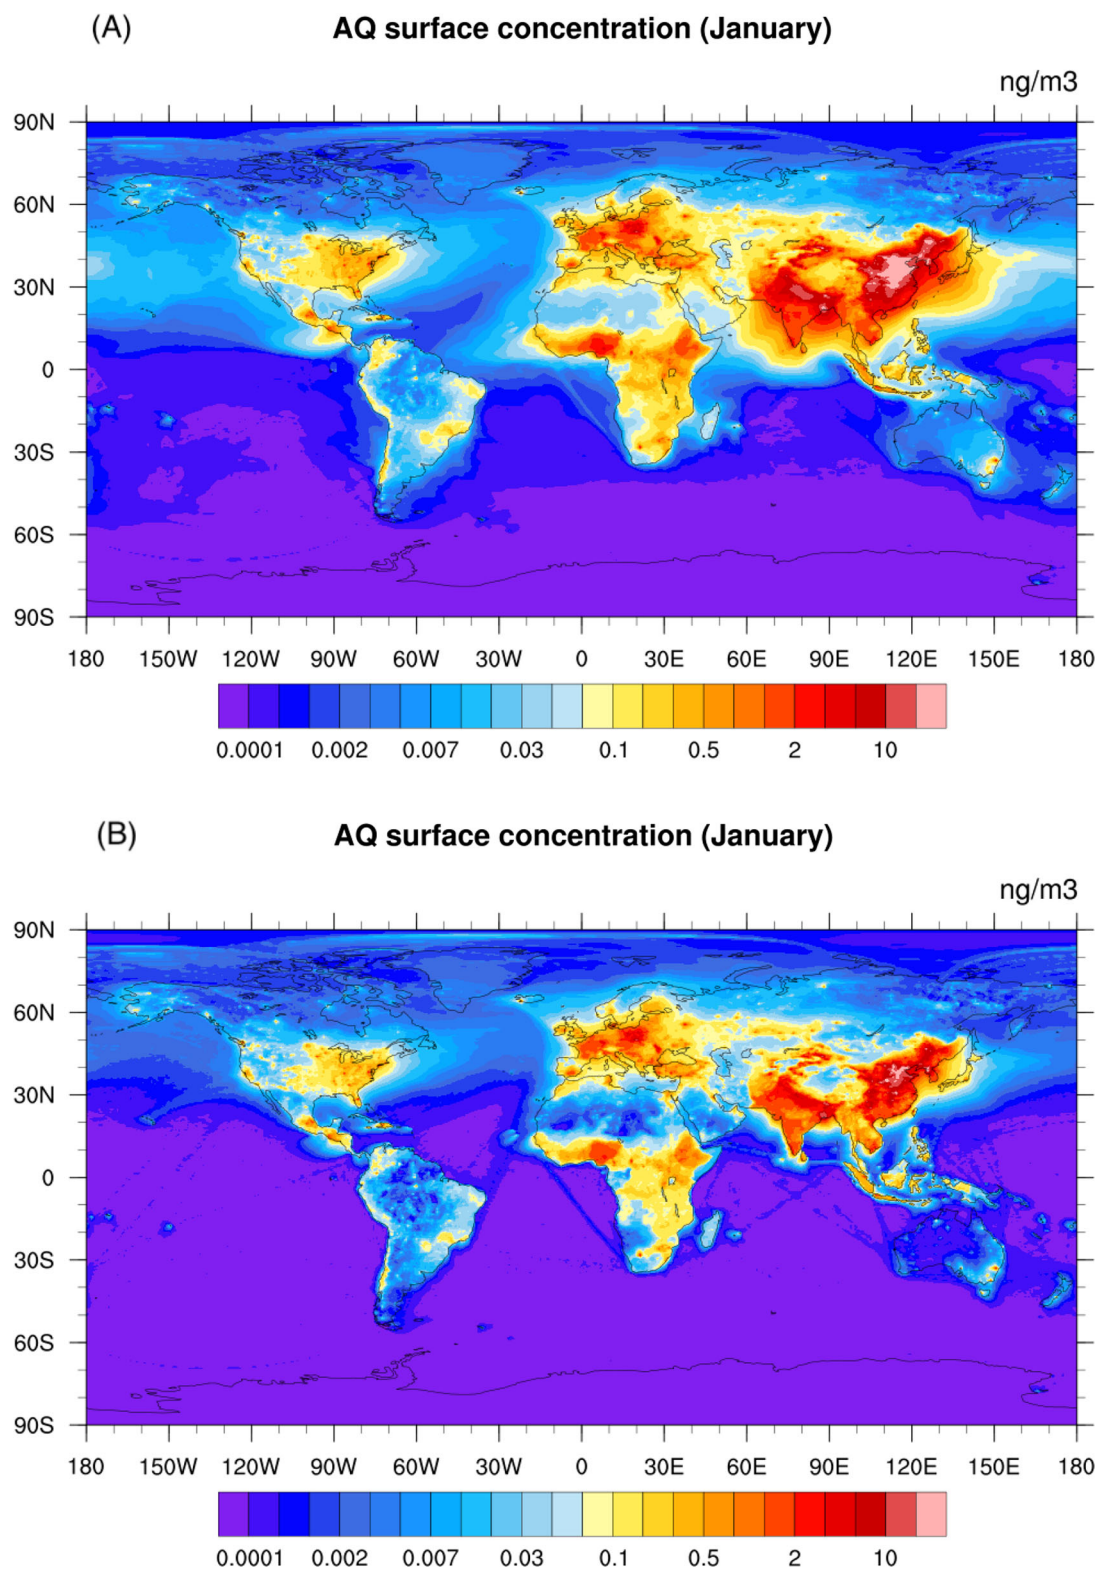 (A) AQ surface concentration (January)
ng/m3
90N
60N
30N
0
30S
60S
90S
180 150W 120W 90W 60W 30W 0 30E 60E 90E 120E 150E 180
0.0001 0.002 0.007 0.03 0.1 0.5 2 10
(B) AQ surface concentration (January)
ng/m3
90N
60N
30N
0
30S
60S
90S
180 150W 120W 90W 60W 30W 0 30E 60E 90E 120E 150E 180
0.0001 0.002 0.007 0.03 0.1 0.5 2 10